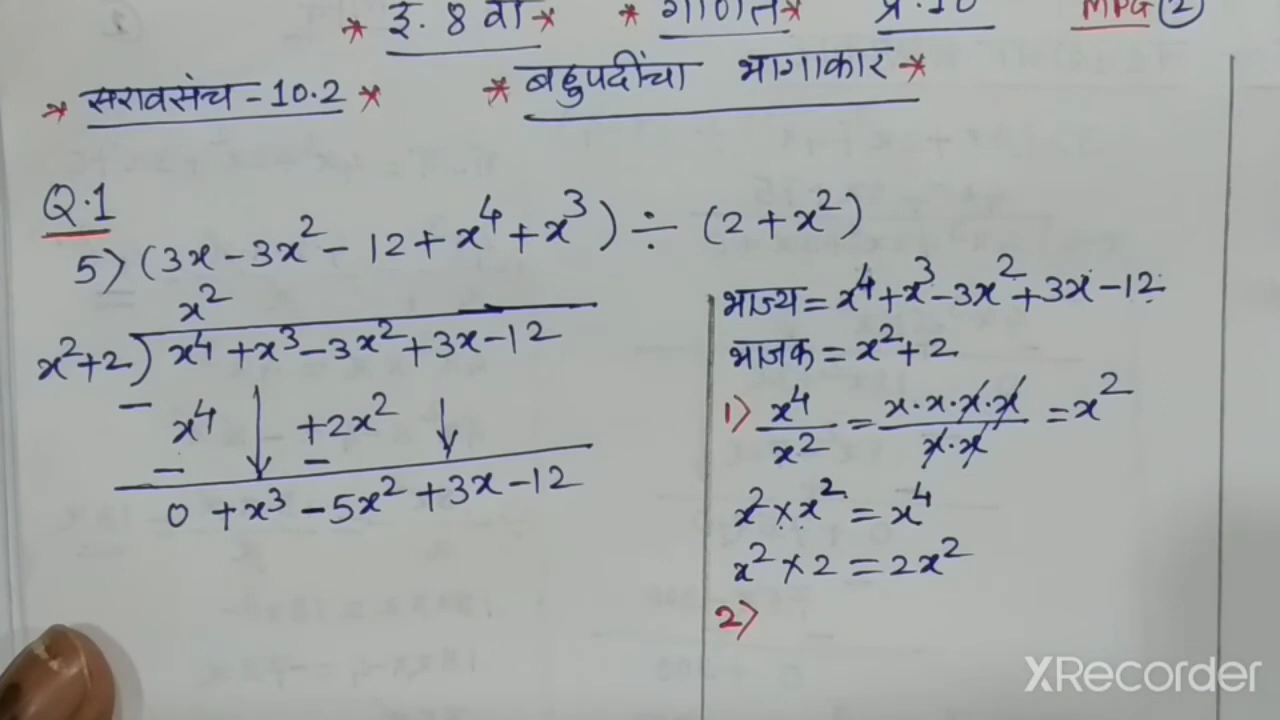 * इ. 8 वी * * गणित * प्र. 10 MPG 2
* सरावसंच - 10.2 * * बहुपदींचा भागाकार *
Q.1
5) (3x - 3x² - 12 + x⁴ + x³) ÷ (2 + x²)
x²
x²+2) x⁴ + x³ - 3x² + 3x - 12
- x⁴ + 2x²
- -
0 + x³ - 5x² + 3x - 12
भाज्य = x⁴ + x³ - 3x² + 3x - 12
भाजक = x² + 2
1) x⁴/x² = x·x·x·x/x·x = x²
x² × x² = x⁴
x² × 2 = 2x²
2)
XRecorder